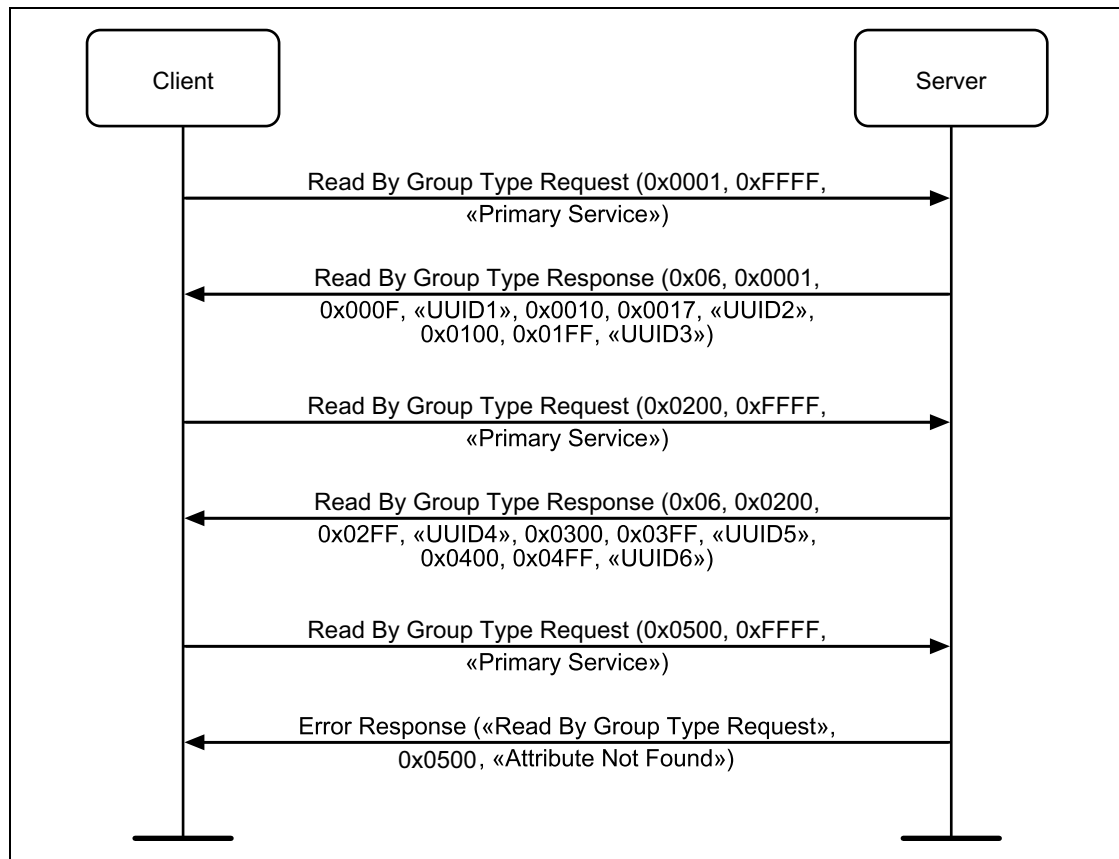 Client
Server
Read By Group Type Request (0x0001, 0xFFFF,
«Primary Service»)
Read By Group Type Response (0x06, 0x0001,
0x000F, «UUID1», 0x0010, 0x0017, «UUID2»,
0x0100, 0x01FF, «UUID3»)
Read By Group Type Request (0x0200, 0xFFFF,
«Primary Service»)
Read By Group Type Response (0x06, 0x0200,
0x02FF, «UUID4», 0x0300, 0x03FF, «UUID5»,
0x0400, 0x04FF, «UUID6»)
Read By Group Type Request (0x0500, 0xFFFF,
«Primary Service»)
Error Response («Read By Group Type Request»,
0x0500, «Attribute Not Found»)